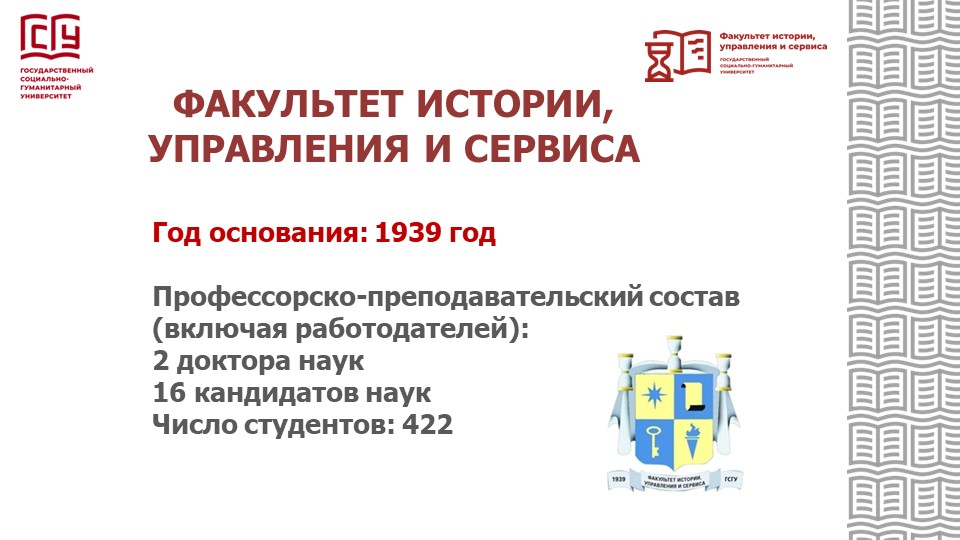 ГСГУ
ГОСУДАРСТВЕННЫЙ
СОЦИАЛЬНО-
ГУМАНИТАРНЫЙ
УНИВЕРСИТЕТ
Факультет истории,
управления и сервиса
ГОСУДАРСТВЕННЫЙ
СОЦИАЛЬНО-ГУМАНИТАРНЫЙ
УНИВЕРСИТЕТ
ФАКУЛЬТЕТ ИСТОРИИ,
УПРАВЛЕНИЯ И СЕРВИСА
Год основания: 1939 год
Профессорско-преподавательский состав
(включая работодателей):
2 доктора наук
16 кандидатов наук
Число студентов: 422
1939
ФАКУЛЬТЕТ ИСТОРИИ,
УПРАВЛЕНИЯ И СЕРВИСА
ГСГУ